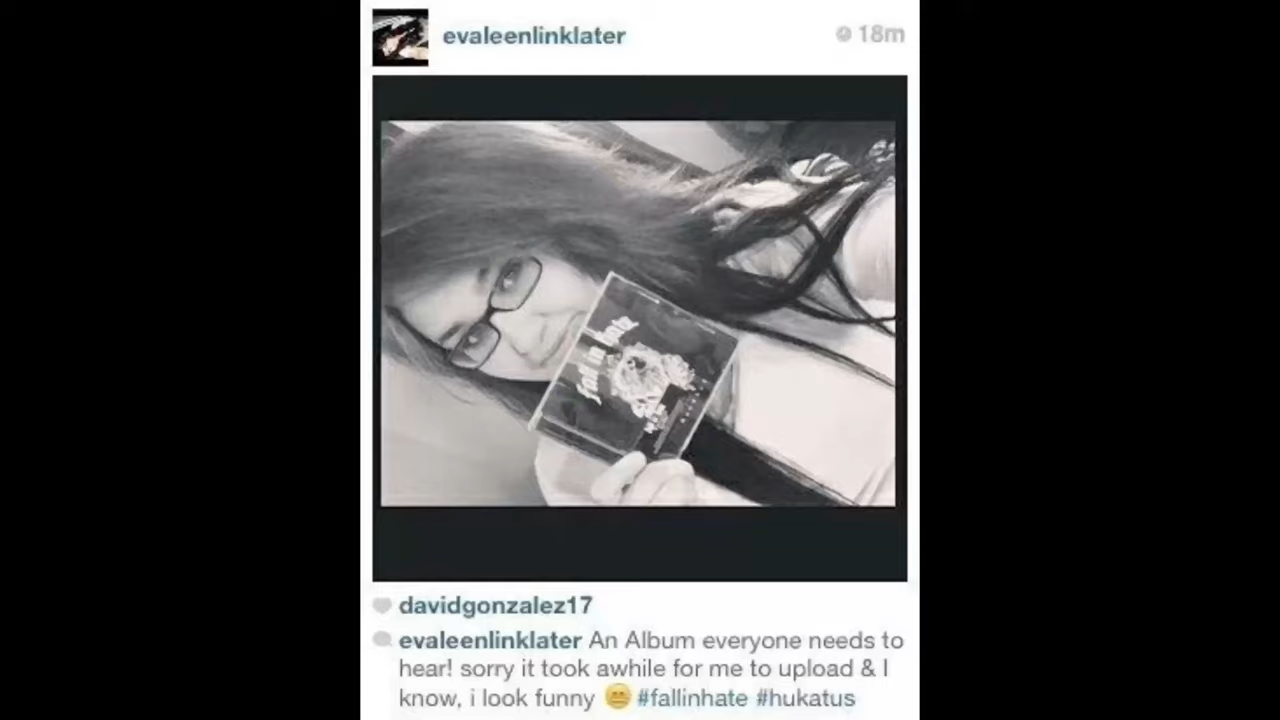 evaleenlinklater
18m
fall in hate
davidgonzalez17
evaleenlinklater An Album everyone needs to
hear! sorry it took awhile for me to upload & I
know, i look funny 😁 #fallinhate #hukatus